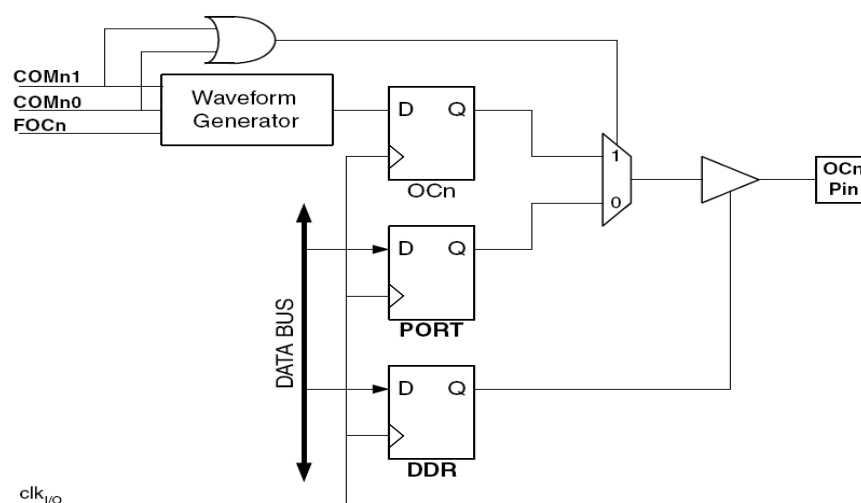 COMn1
COMn0
FOCn
Waveform
Generator
D Q
OCn
1
0
OCn
Pin
D Q
PORT
DATA BUS
D Q
DDR
clkI/O